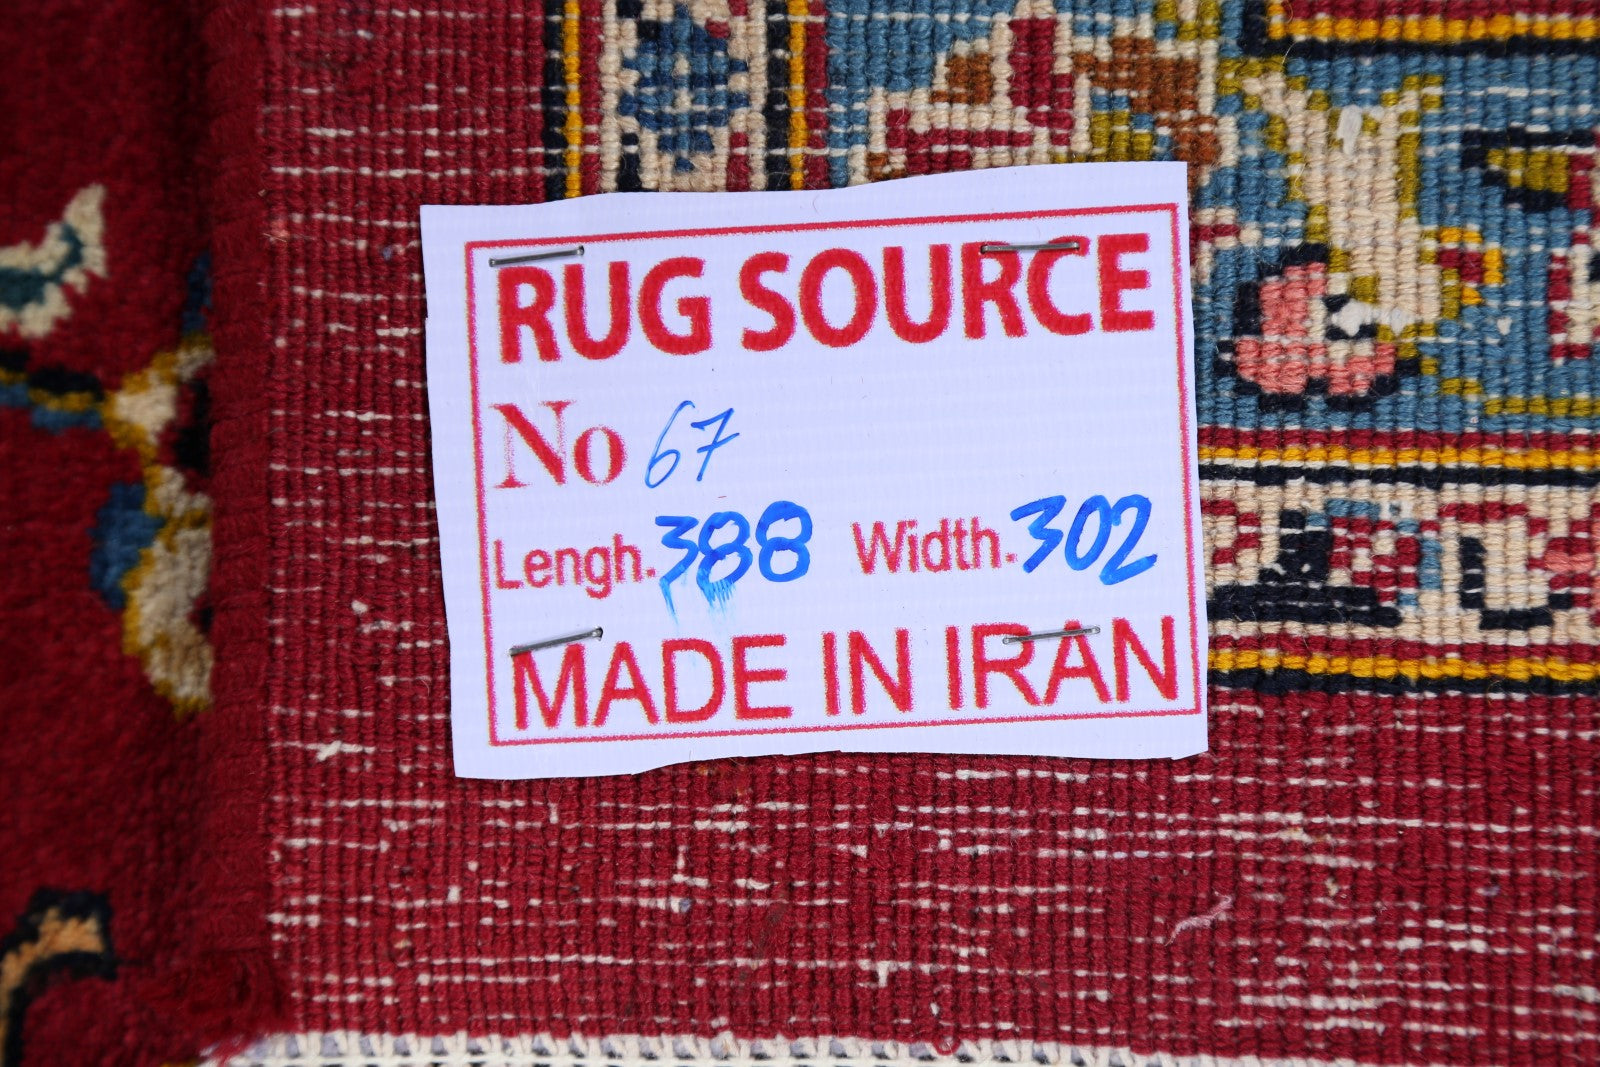 RUG SOURCE
No 67
Lengh. 388 Width. 302
MADE IN IRAN